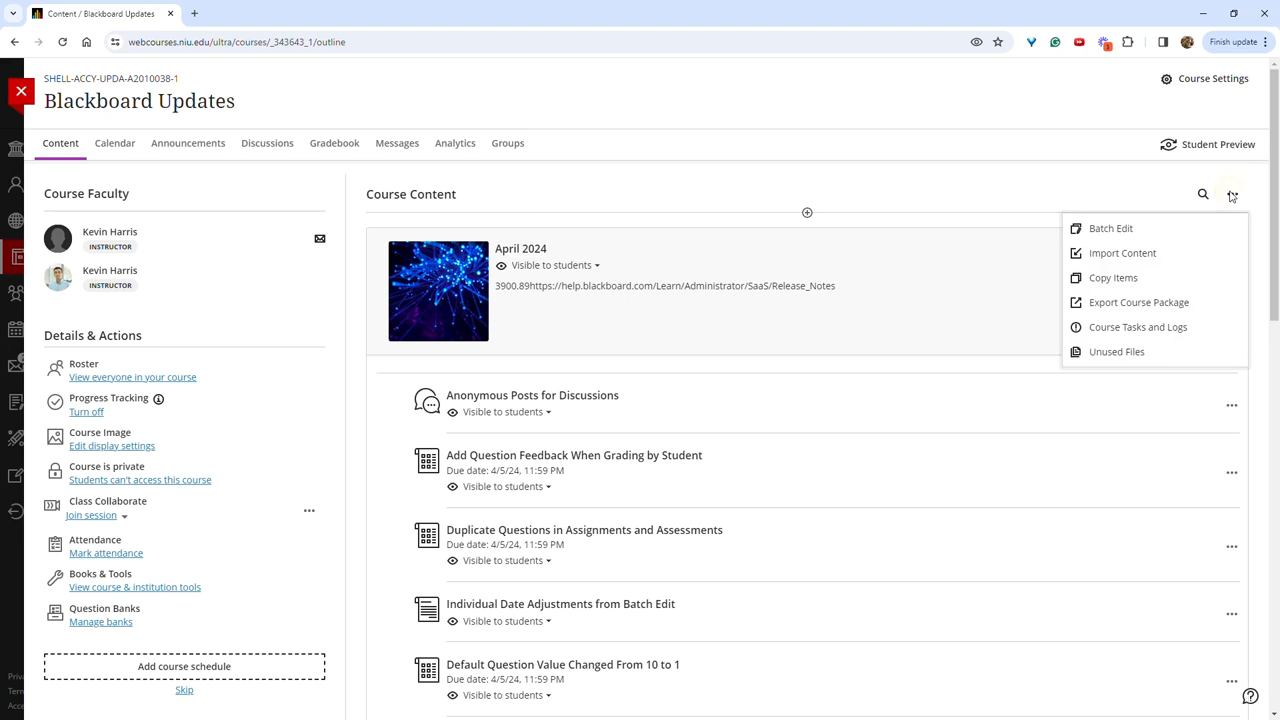 Content / Blackboard Updates
webcourses.niu.edu/ultra/courses/_343643_1/outline
Finish update
SHELL-ACCY-UPDA-A2010038-1
Blackboard Updates
Course Settings
Content
Calendar
Announcements
Discussions
Gradebook
Messages
Analytics
Groups
Student Preview
Course Faculty
Kevin Harris
INSTRUCTOR
Kevin Harris
INSTRUCTOR
Details & Actions
Roster
View everyone in your course
Progress Tracking
Turn off
Course Image
Edit display settings
Course is private
Students can't access this course
Class Collaborate
Join session
Attendance
Mark attendance
Books & Tools
View course & institution tools
Question Banks
Manage banks
Add course schedule
Skip
Course Content
April 2024
Visible to students
3900.89https://help.blackboard.com/Learn/Administrator/SaaS/Release_Notes
Batch Edit
Import Content
Copy Items
Export Course Package
Course Tasks and Logs
Unused Files
Anonymous Posts for Discussions
Visible to students
Add Question Feedback When Grading by Student
Due date: 4/5/24, 11:59 PM
Visible to students
Duplicate Questions in Assignments and Assessments
Due date: 4/5/24, 11:59 PM
Visible to students
Individual Date Adjustments from Batch Edit
Visible to students
Default Question Value Changed From 10 to 1
Due date: 4/5/24, 11:59 PM
Visible to students
Priva
Term
Acce